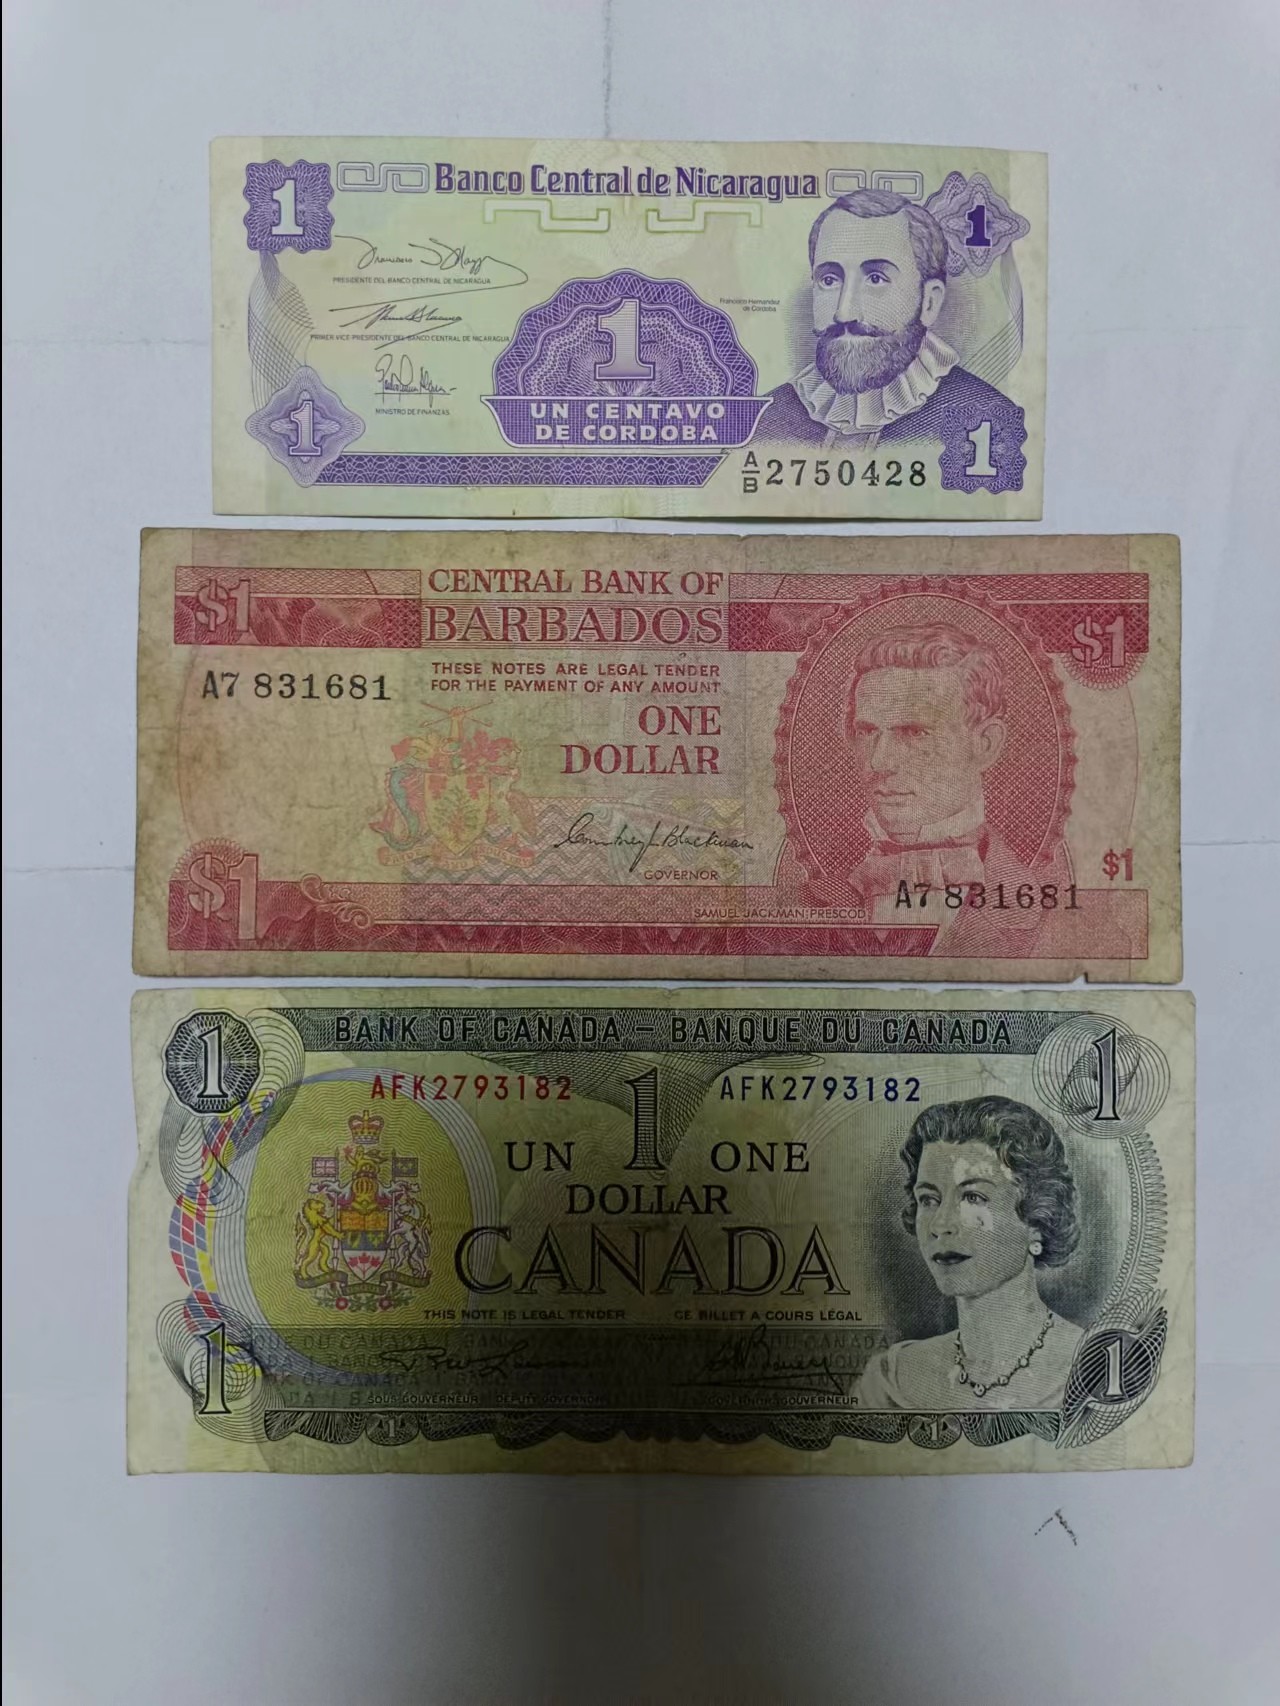 1
Banco Central de Nicaragua
1
PRESIDENTE DEL BANCO CENTRAL DE NICARAGUA
Francisco Hernandez
de Cordoba
PRIMER VICE-PRESIDENTE DEL BANCO CENTRAL DE NICARAGUA
1
MINISTRO DE FINANZAS
1
UN CENTAVO
DE CORDOBA
1
A/B 2750428
$1
CENTRAL BANK OF
BARBADOS
$1
THESE NOTES ARE LEGAL TENDER
FOR THE PAYMENT OF ANY AMOUNT
A7 831681
ONE
DOLLAR
GOVERNOR
$1
$1
A7 831681
SAMUEL JACKMAN PRESCOD
1
BANK OF CANADA – BANQUE DU CANADA
1
AFK2793182
1
AFK2793182
UN
ONE
DOLLAR
CANADA
THIS NOTE IS LEGAL TENDER
CE BILLET A COURS LÉGAL
1
1
SOUS-GOUVERNEUR
DEPUTY GOVERNOR
GOUVERNEUR
1
1